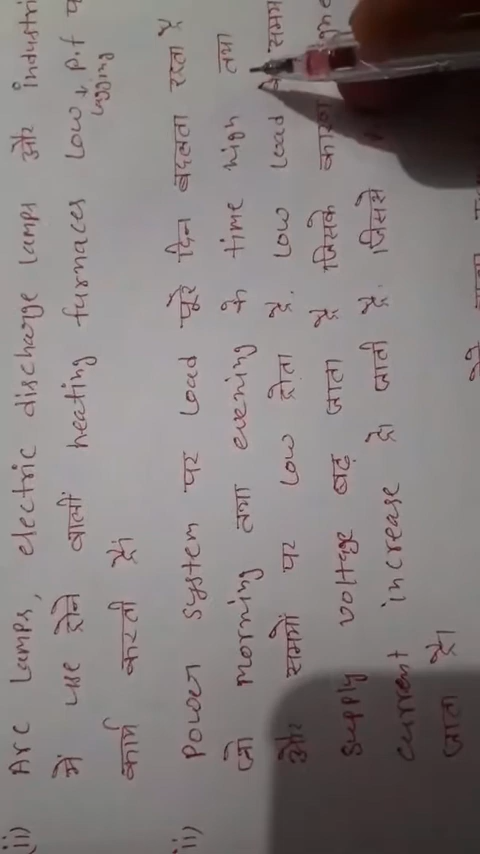 (ii) Arc Lamps, electric discharge lamps और Industri
में use होने वाली heating furnaces low p.f प
lagging
कार्य करती है।
ii) Power System पर Load पूरे दिन बदलता रहता है
जो morning तथा evening के time high तथा
और समयों पर low होता है. low load के समय
supply voltage बढ़ जाता है जिसके कारण
current increase हो जाती है. जिससे
जाता है।